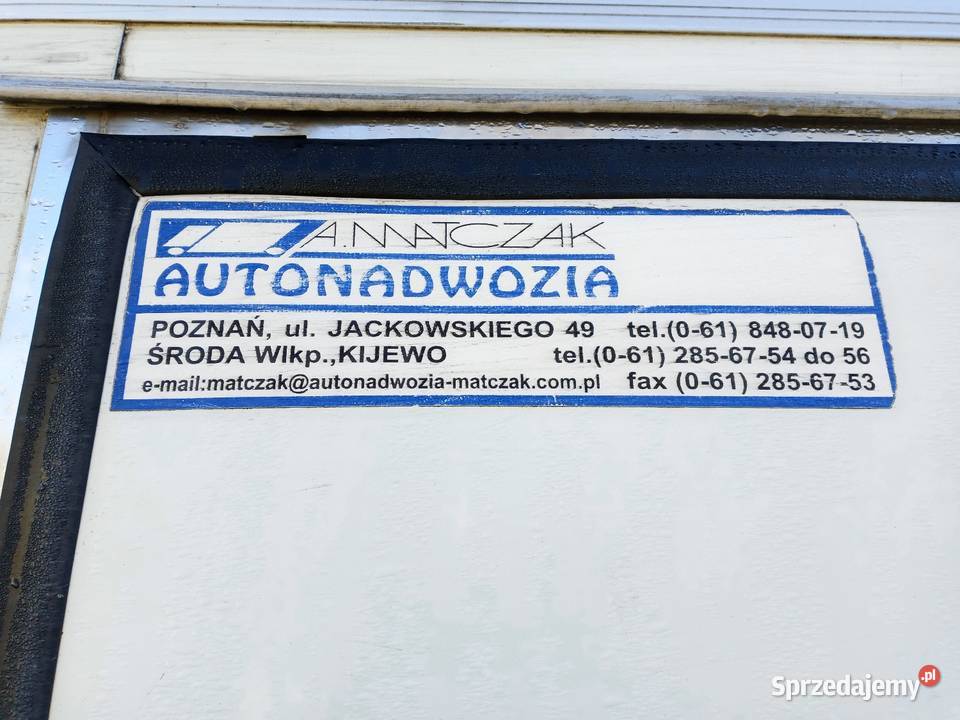 A.MATCZAK
AUTONADWOZIA
POZNAŃ, ul. JACKOWSKIEGO 49 tel.(0-61) 848-07-19
ŚRODA Wlkp.,KIJEWO tel.(0-61) 285-67-54 do 56
e-mail:matczak@autonadwozia-matczak.com.pl fax (0-61) 285-67-53
Sprzedajemy.pl